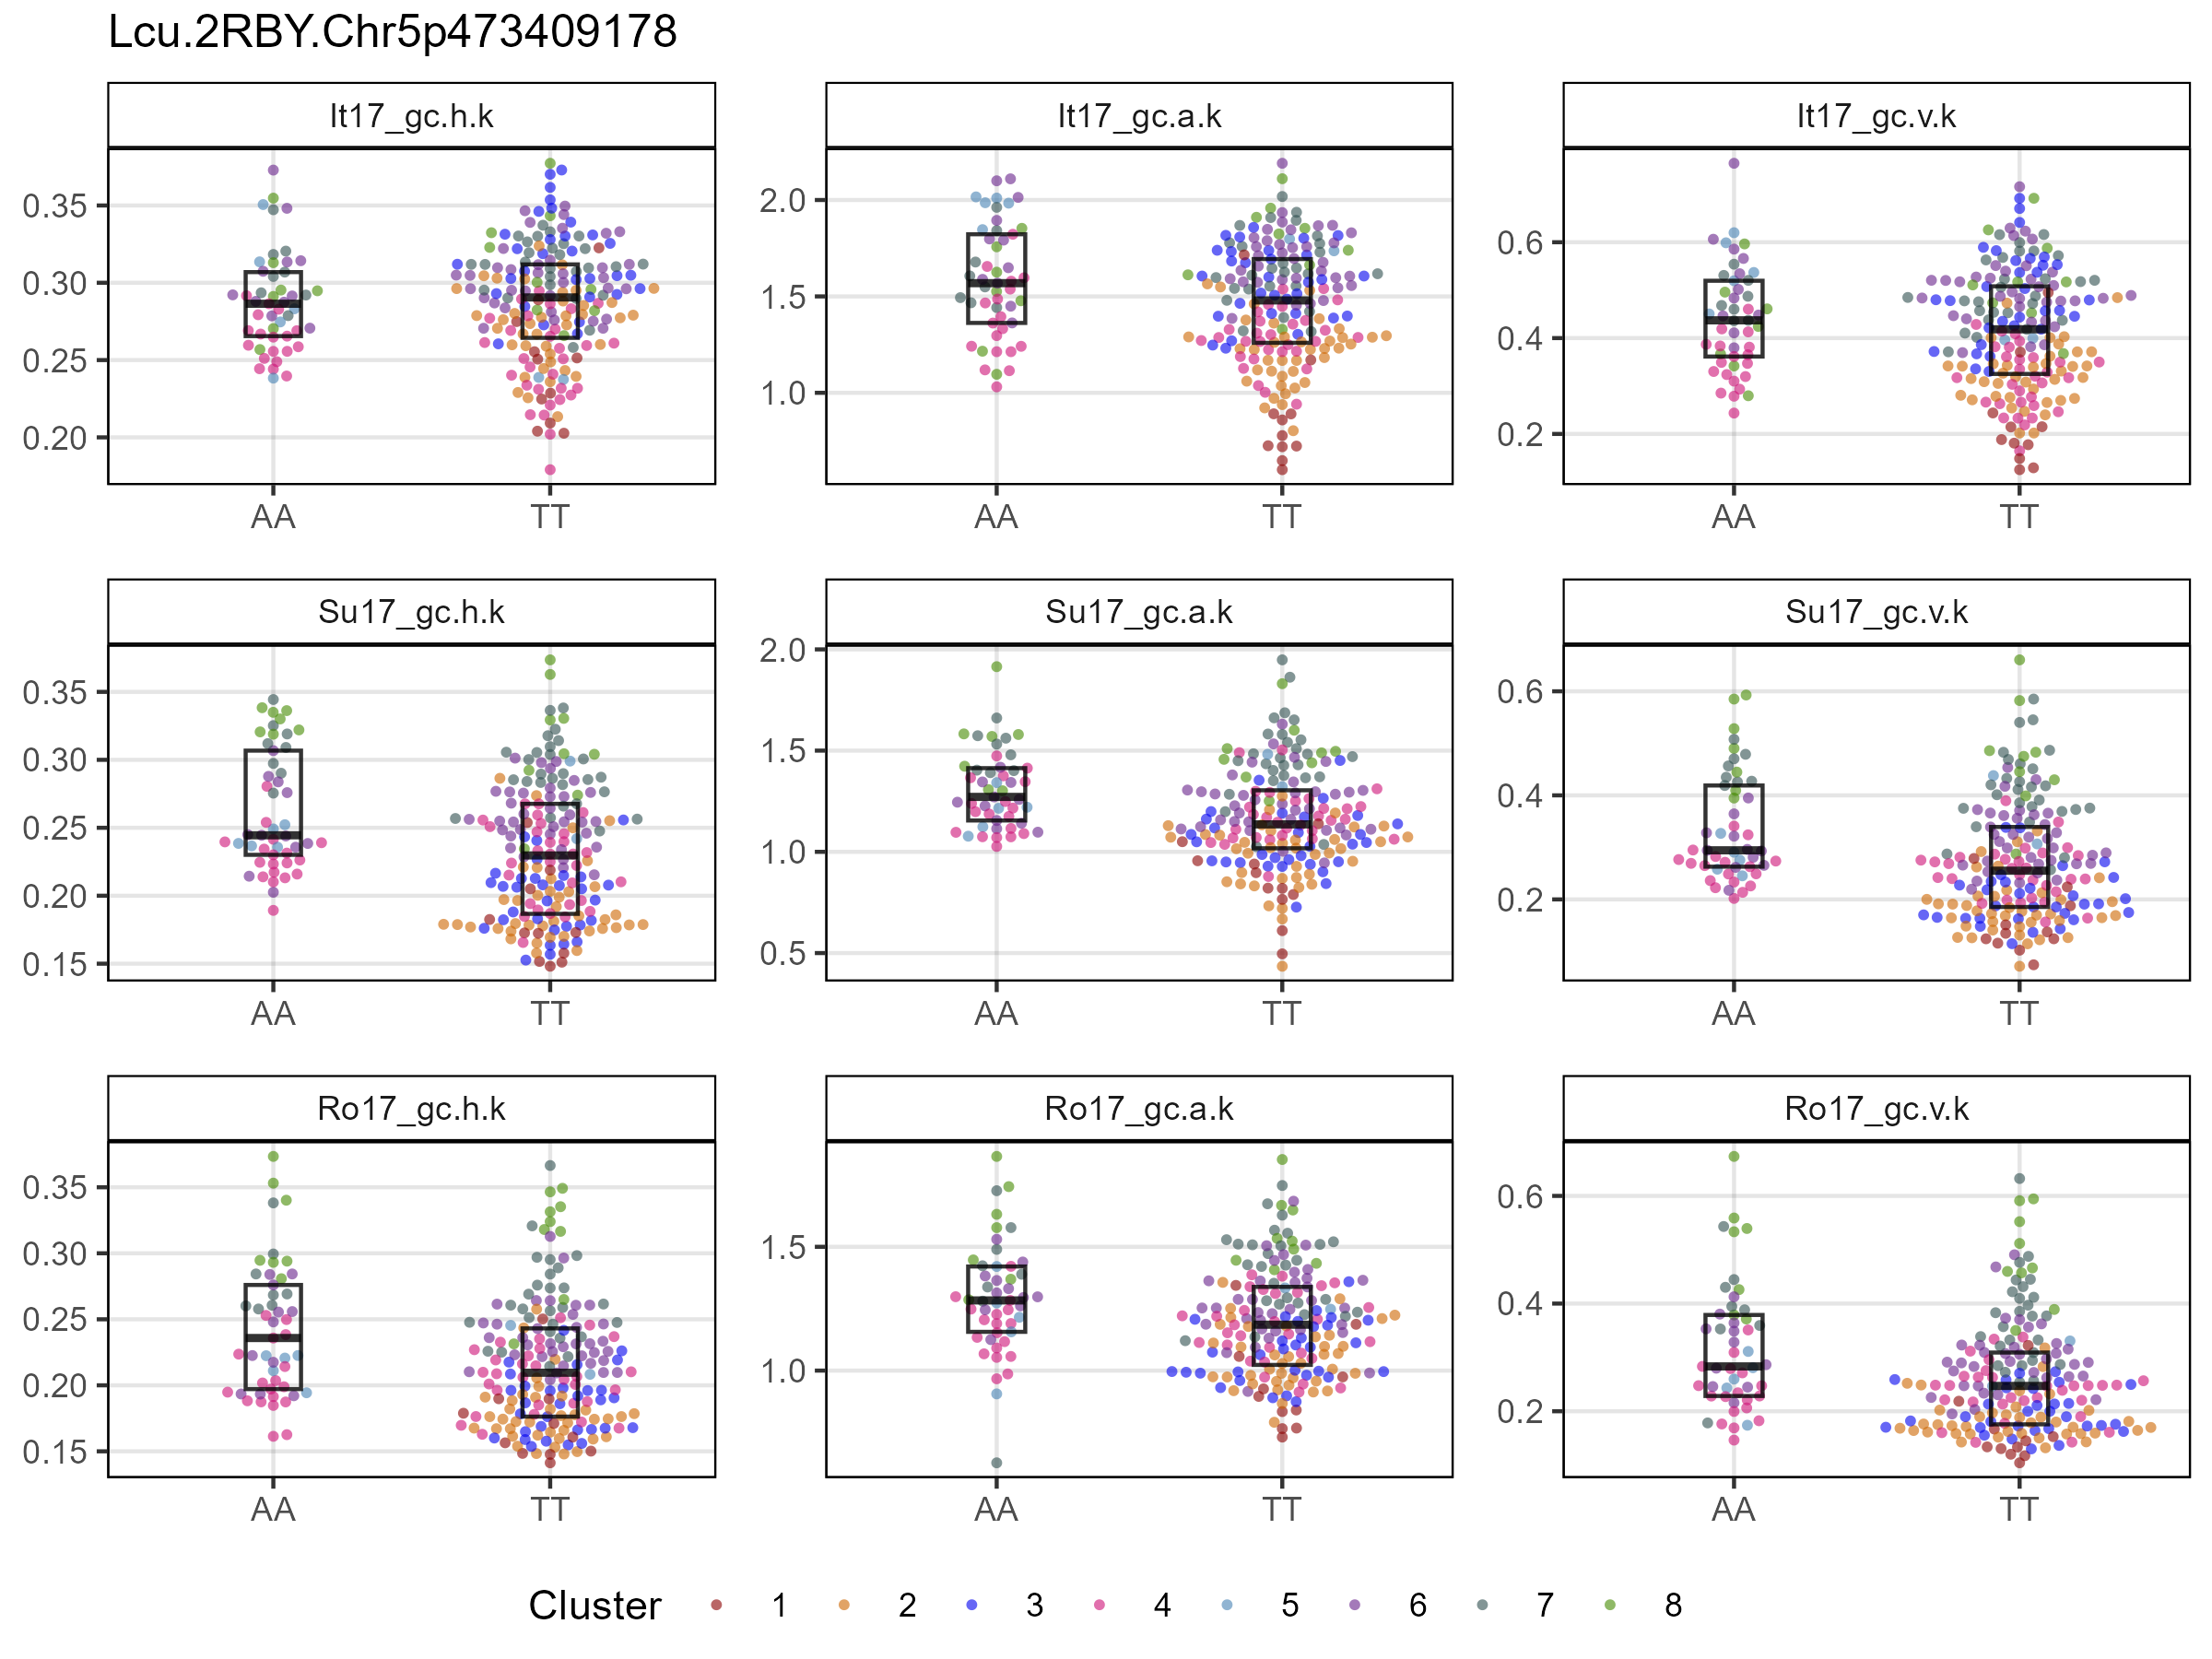 Lcu.2RBY.Chr5p473409178
It17_gc.h.k
It17_gc.a.k
It17_gc.v.k
0.35
0.30
0.25
0.20
AA TT
2.0
1.5
1.0
AA TT
0.6
0.4
0.2
AA TT
Su17_gc.h.k
Su17_gc.a.k
Su17_gc.v.k
0.35
0.30
0.25
0.20
0.15
AA TT
2.0
1.5
1.0
0.5
AA TT
0.6
0.4
0.2
AA TT
Ro17_gc.h.k
Ro17_gc.a.k
Ro17_gc.v.k
0.35
0.30
0.25
0.20
0.15
AA TT
1.5
1.0
AA TT
0.6
0.4
0.2
AA TT
Cluster 1 2 3 4 5 6 7 8